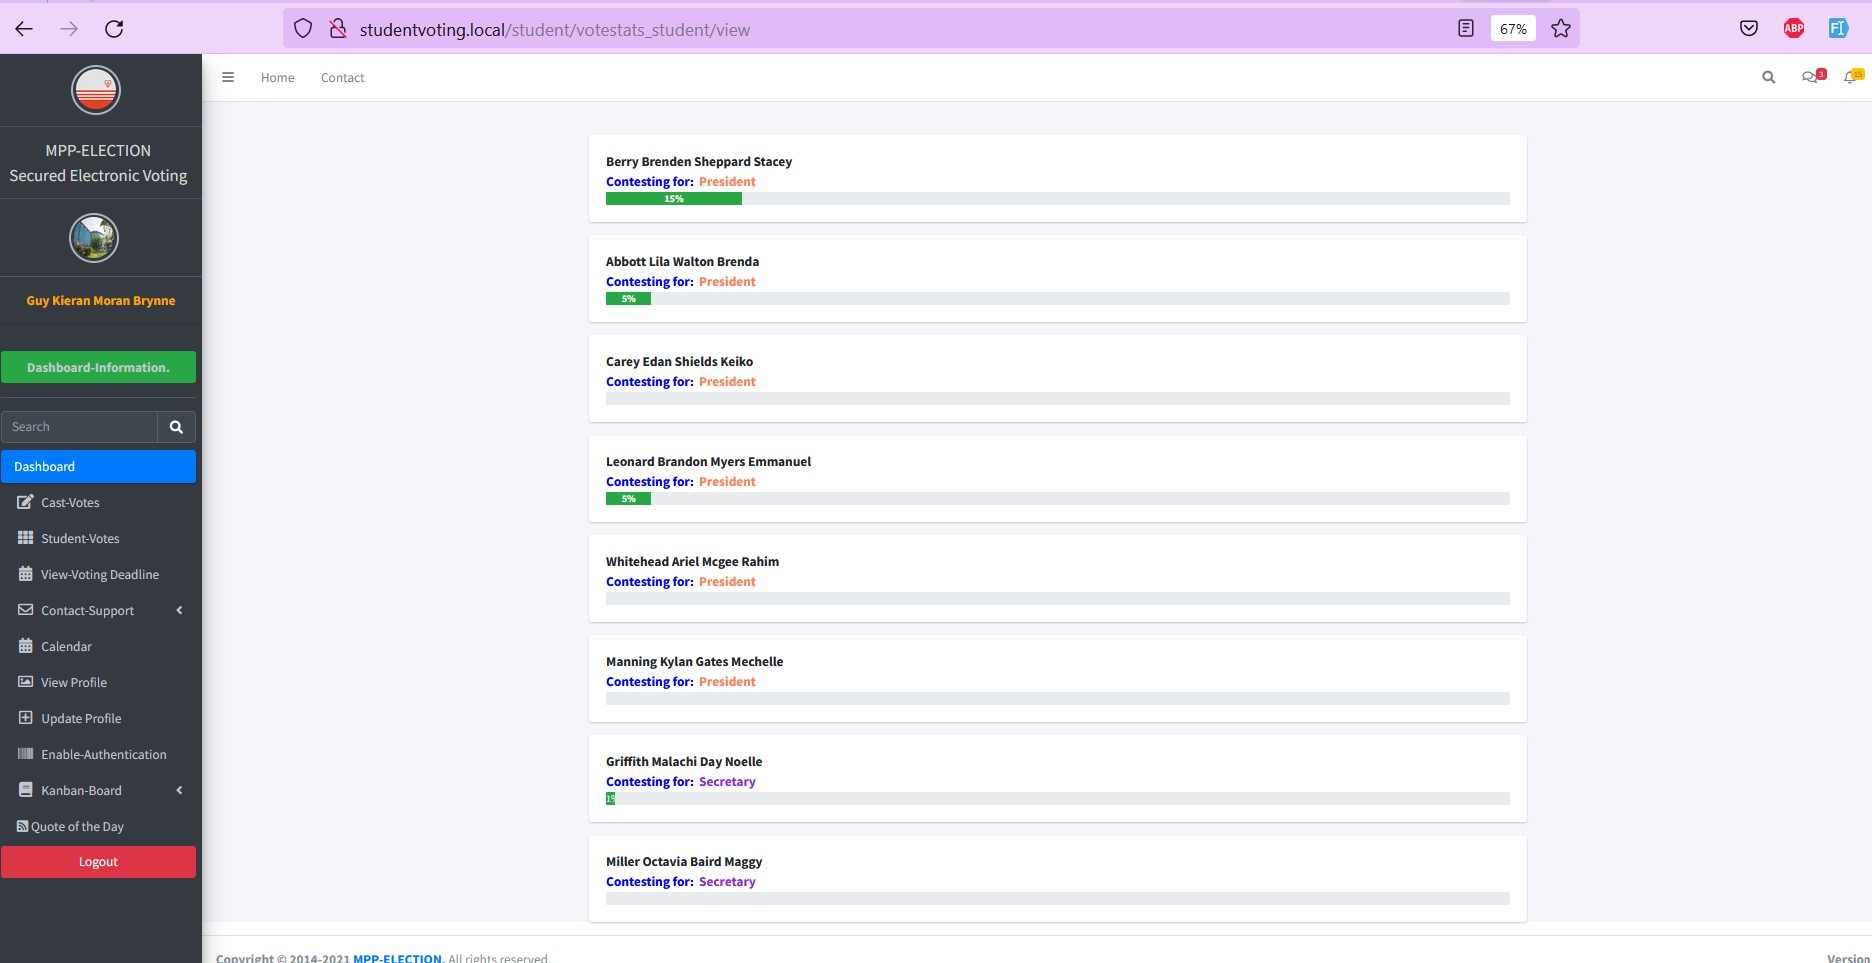 studentvoting.local/student/votestats_student/view
67%
ABP
Home Contact
3
15
MPP-ELECTION
Secured Electronic Voting
Guy Kieran Moran Brynne
Dashboard-Information.
Search
Dashboard
Cast-Votes
Student-Votes
View-Voting Deadline
Contact-Support
Calendar
View Profile
Update Profile
Enable-Authentication
Kanban-Board
Quote of the Day
Logout
Berry Brenden Sheppard Stacey
Contesting for: President
15%
Abbott Lila Walton Brenda
Contesting for: President
5%
Carey Edan Shields Keiko
Contesting for: President
Leonard Brandon Myers Emmanuel
Contesting for: President
5%
Whitehead Ariel Mcgee Rahim
Contesting for: President
Manning Kylan Gates Mechelle
Contesting for: President
Griffith Malachi Day Noelle
Contesting for: Secretary
1%
Miller Octavia Baird Maggy
Contesting for: Secretary
Copyright © 2014-2021 MPP-ELECTION. All rights reserved.
Version